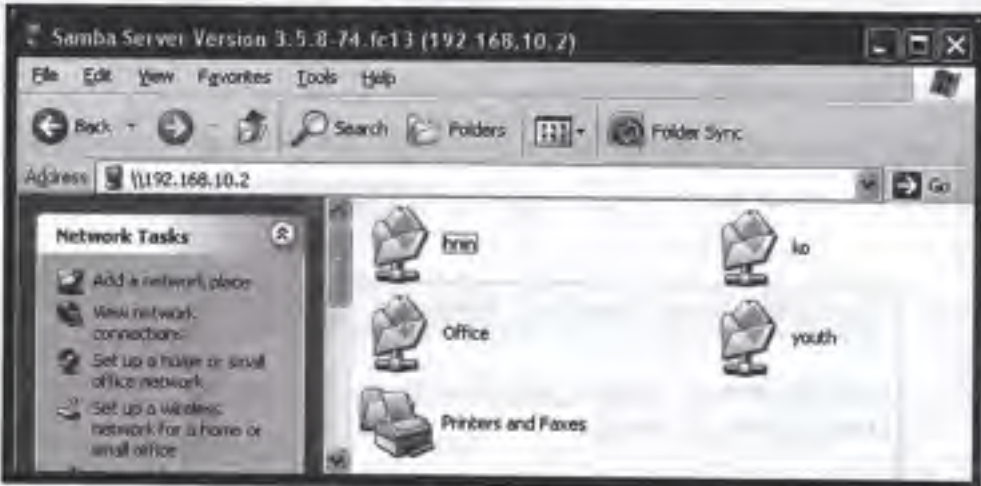 Samba Server Version 3.5.8-74.fc13 (192.168.10.2)
File Edit View Favorites Tools Help
Back Search Folders Folder Sync
Address \\192.168.10.2 Go
Network Tasks
Add a network place
View network
connections
Set up a home or small
office network
Set up a wireless
network for a home or
small office
hnin
ko
Office
youth
Printers and Faxes